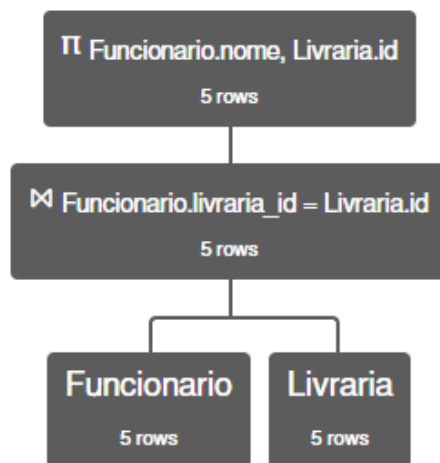 π Funcionario.nome, Livraria.id
5 rows
⋈ Funcionario.livraria_id = Livraria.id
5 rows
Funcionario
5 rows
Livraria
5 rows